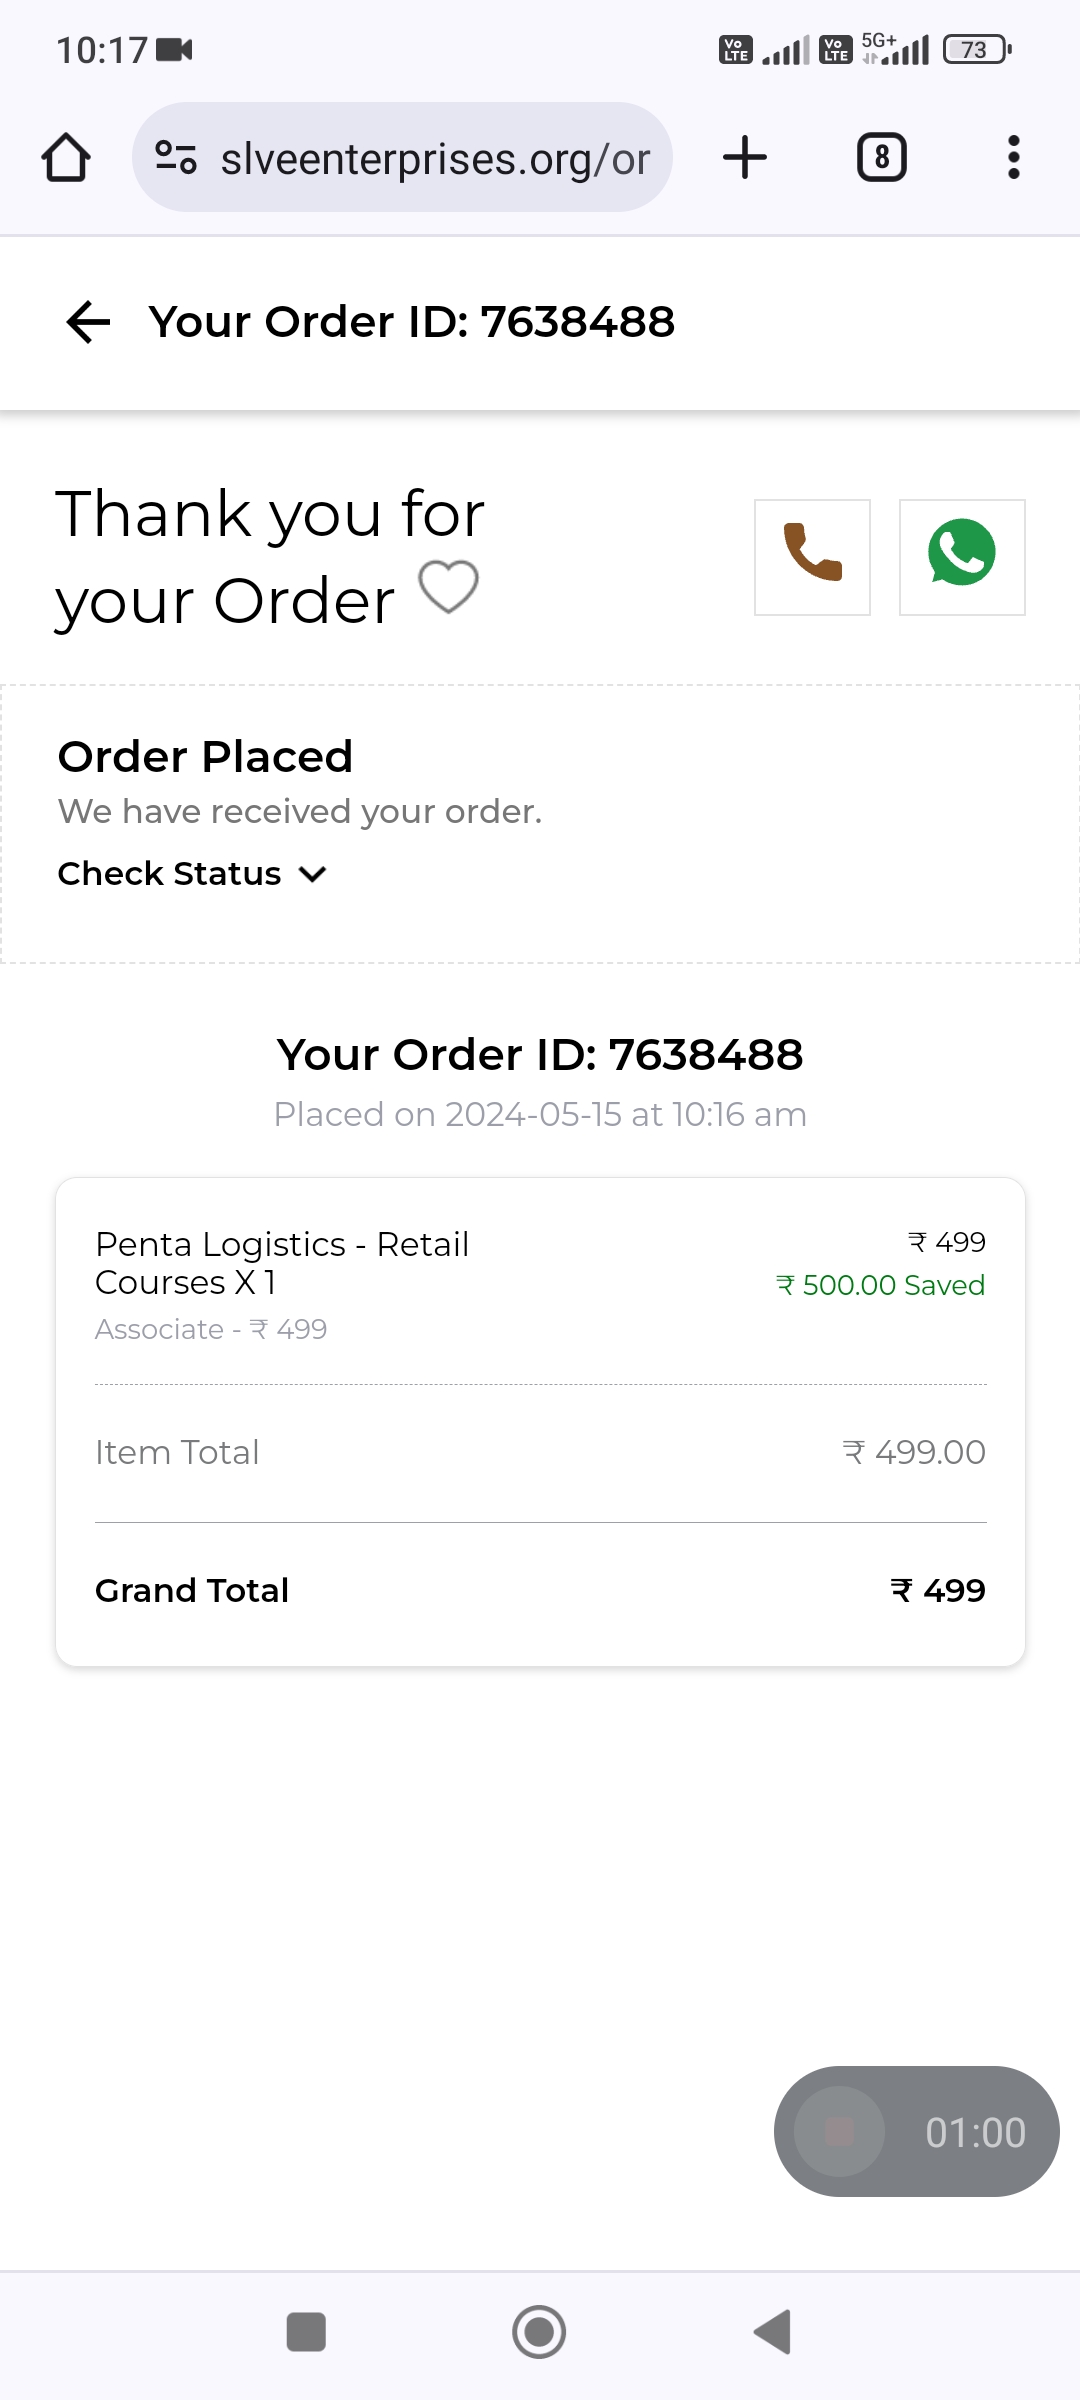 10:17
Vo LTE Vo LTE 5G+ 73
slveenterprises.org/or
8
Your Order ID: 7638488
Thank you for
your Order
Order Placed
We have received your order.
Check Status
Your Order ID: 7638488
Placed on 2024-05-15 at 10:16 am
Penta Logistics - Retail ₹ 499
Courses X 1 ₹ 500.00 Saved
Associate - ₹ 499
Item Total ₹ 499.00
Grand Total ₹ 499
01:00